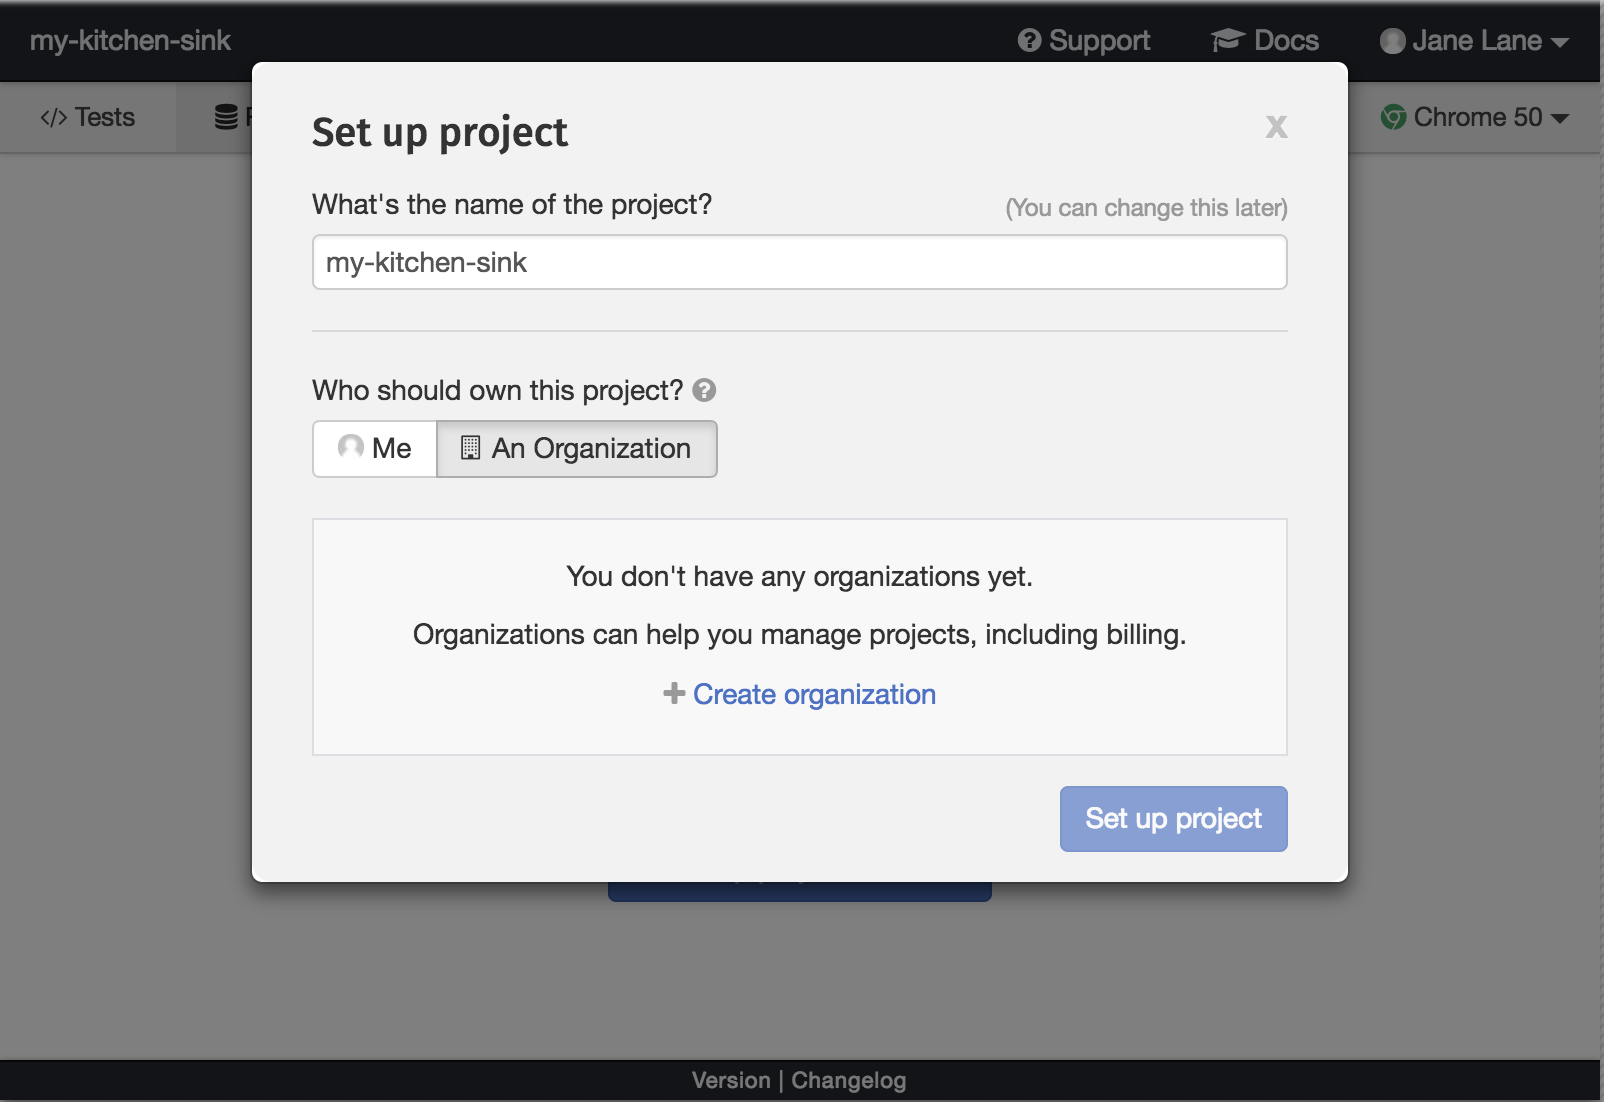 my-kitchen-sink
Support
Docs
Jane Lane
</> Tests
Chrome 50
Set up project
x
What's the name of the project?
(You can change this later)
my-kitchen-sink
Who should own this project?
Me
An Organization
You don't have any organizations yet.
Organizations can help you manage projects, including billing.
Create organization
Set up project
Version | Changelog